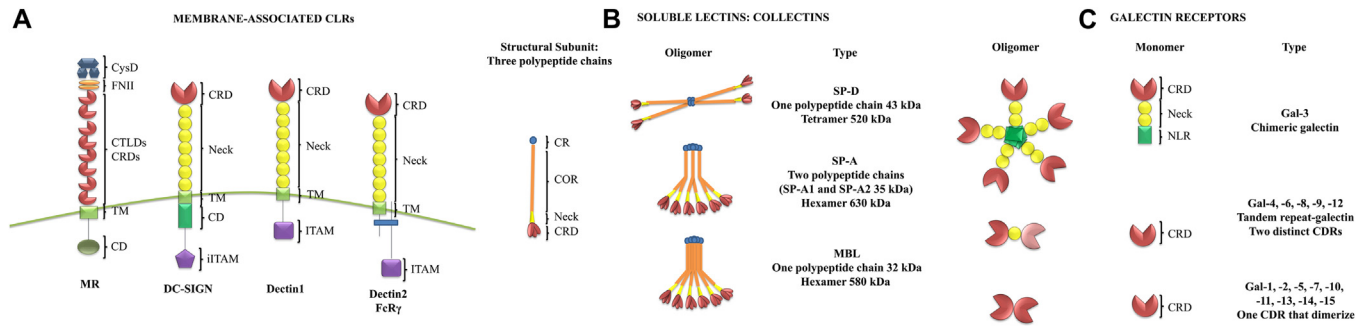 A
MEMBRANE-ASSOCIATED CLRs
CysD
FNII
CTLDs
CRDs
TM
CD
MR
CRD
Neck
TM
CD
iITAM
DC-SIGN
CRD
Neck
TM
ITAM
Dectin1
CRD
Neck
TM
ITAM
Dectin2
FcRγ
Structural Subunit:
Three polypeptide chains
CR
COR
Neck
CRD
B
SOLUBLE LECTINS: COLLECTINS
Oligomer
Type
SP-D
One polypeptide chain 43 kDa
Tetramer 520 kDa
SP-A
Two polypeptide chains
(SP-A1 and SP-A2 35 kDa)
Hexamer 630 kDa
MBL
One polypeptide chain 32 kDa
Hexamer 580 kDa
C
GALECTIN RECEPTORS
Oligomer
Monomer
Type
CRD
Neck
NLR
Gal-3
Chimeric galectin
CRD
Gal-4, -6, -8, -9, -12
Tandem repeat-galectin
Two distinct CDRs
CRD
Gal-1, -2, -5, -7, -10,
-11, -13, -14, -15
One CDR that dimerize